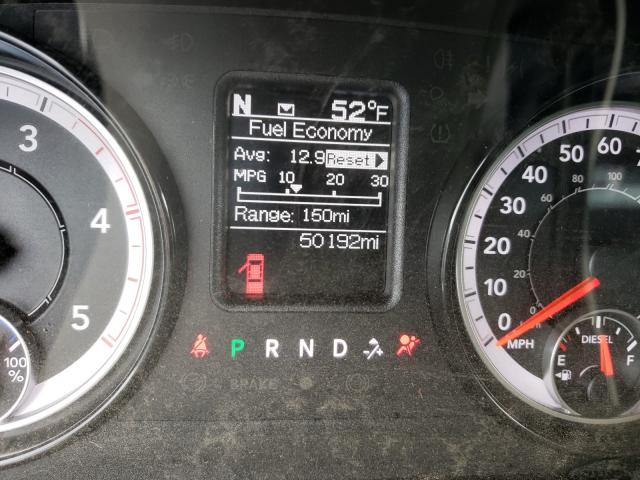 N 52°F
Fuel Economy
Avg: 12.9 Reset
MPG 10 20 30
Range: 150mi
50192mi
P R N D
BRAKE
3
4
5
100
%
0
10
20
30
40
50
60
0
20
40
60
80
100
MPH
E DIESEL F